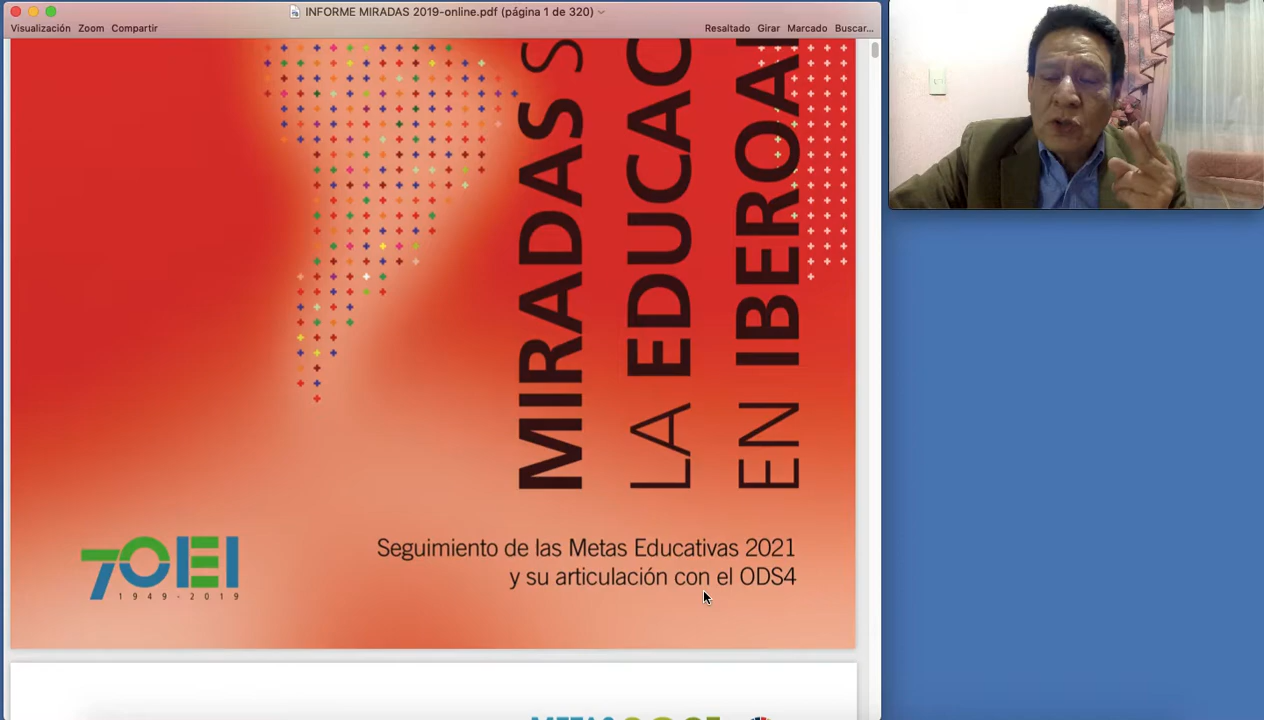 INFORME MIRADAS 2019-online.pdf (página 1 de 320)
Visualización Zoom Compartir
Resaltado Girar Marcado Buscar...
MIRADAS S
LA EDUCAC
EN IBEROA
7OEI
1949-2019
Seguimiento de las Metas Educativas 2021
y su articulación con el ODS4